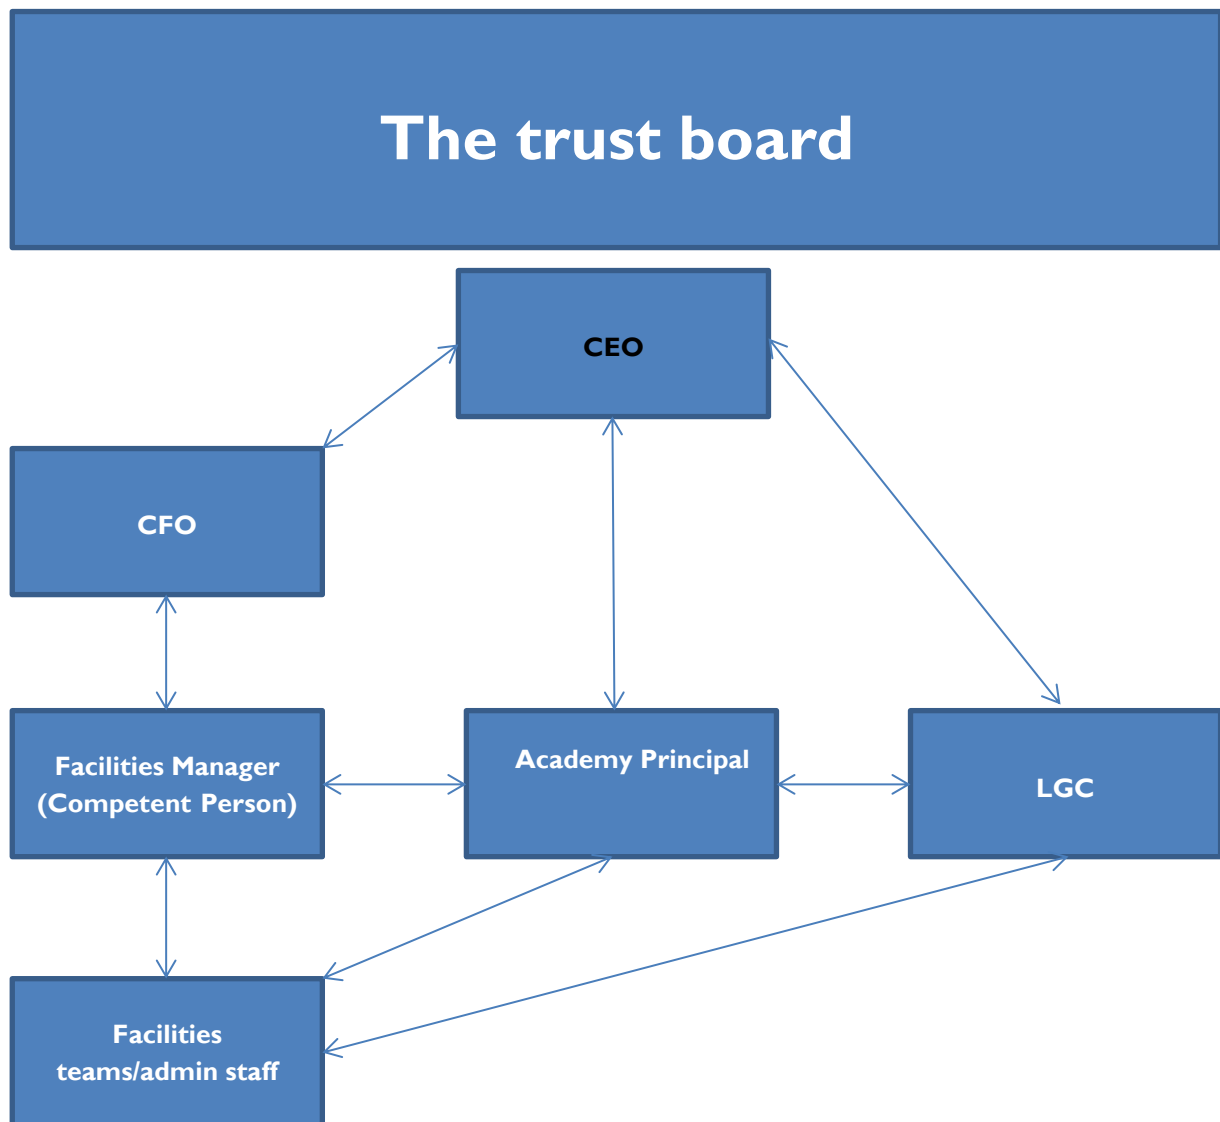 The trust board
CEO
CFO
Facilities Manager
(Competent Person)
Academy Principal
LGC
Facilities
teams/admin staff